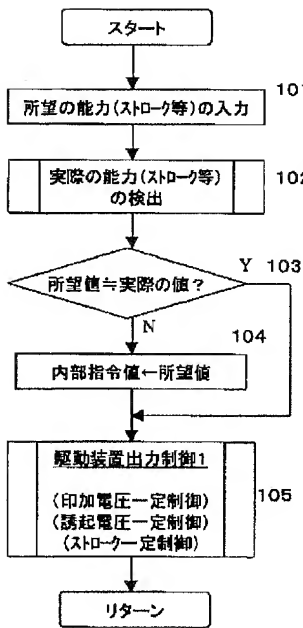 スタート
101
所望の能力(ストローク等)の入力
102
実際の能力(ストローク等)
の検出
Y 103
所望値≒実際の値?
N
104
内部指令値←所望値
駆動装置出力制御1
(印加電圧一定制御)
(誘起電圧一定制御)
(ストローク一定制御)
105
リターン